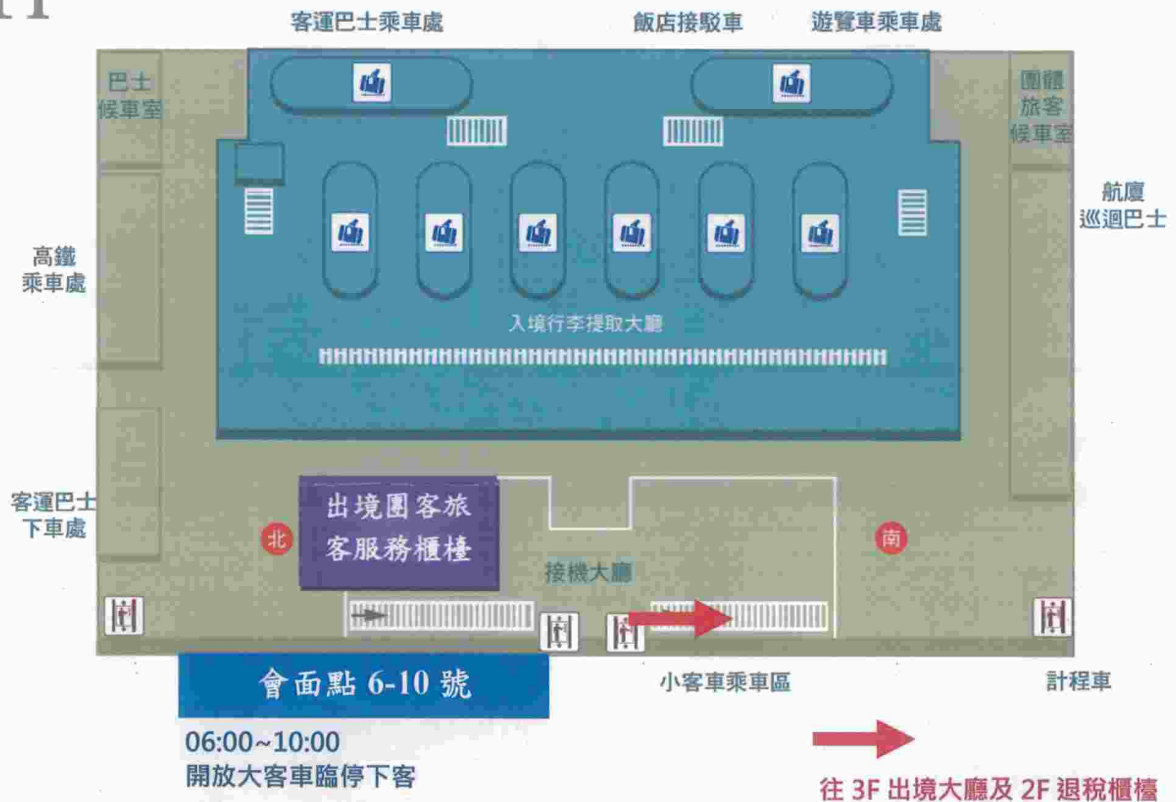 客運巴士乘車處
飯店接駁車
遊覽車乘車處
巴士
候車室
團體
旅客
候車室
航廈
巡迴巴士
高鐵
乘車處
入境行李提取大廳
客運巴士
下車處
北
出境團客旅
客服務櫃檯
南
接機大廳
會面點 6-10 號
小客車乘車區
計程車
06:00~10:00
開放大客車臨停下客
往 3F 出境大廳及 2F 退稅櫃檯